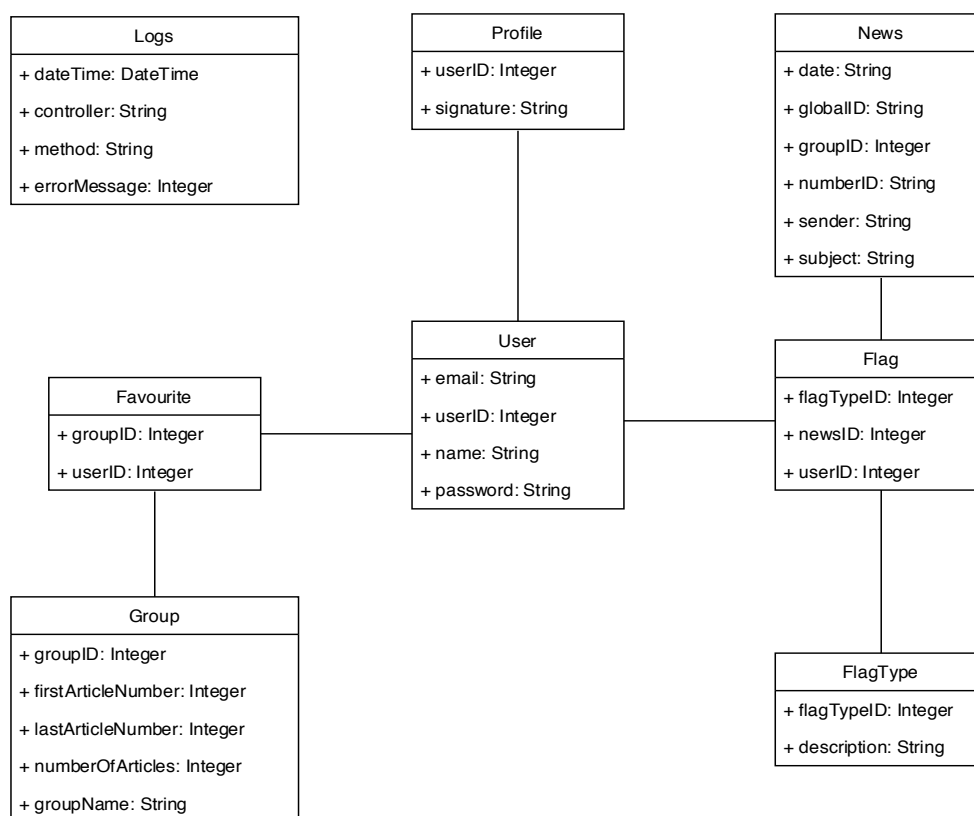 Logs
+ dateTime: DateTime
+ controller: String
+ method: String
+ errorMessage: Integer
Profile
+ userID: Integer
+ signature: String
News
+ date: String
+ globalID: String
+ groupID: Integer
+ numberID: String
+ sender: String
+ subject: String
Favourite
+ groupID: Integer
+ userID: Integer
User
+ email: String
+ userID: Integer
+ name: String
+ password: String
Flag
+ flagTypeID: Integer
+ newsID: Integer
+ userID: Integer
Group
+ groupID: Integer
+ firstArticleNumber: Integer
+ lastArticleNumber: Integer
+ numberOfArticles: Integer
+ groupName: String
FlagType
+ flagTypeID: Integer
+ description: String